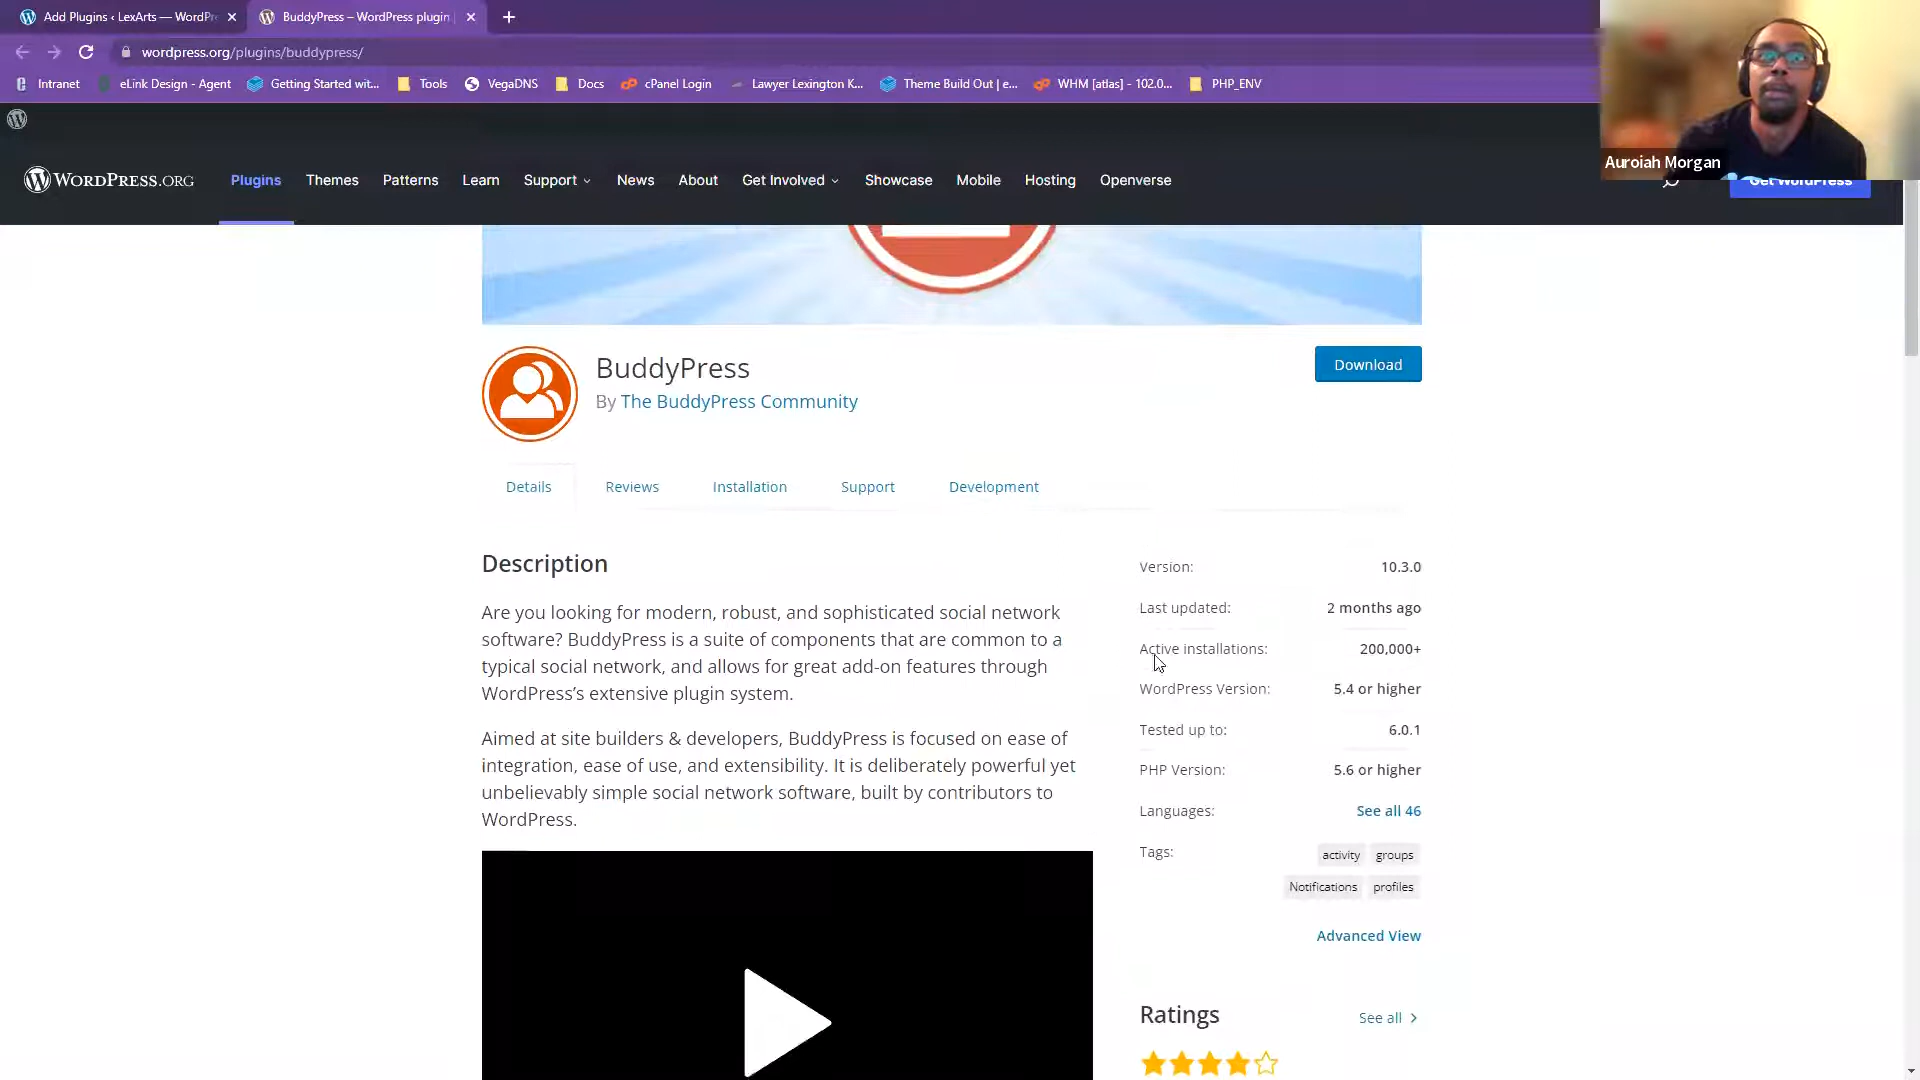 Add Plugins ‹ LexArts — WordPr
BuddyPress – WordPress plugin
wordpress.org/plugins/buddypress/
Intranet
eLink Design - Agent
Getting Started wit...
Tools
VegaDNS
Docs
cPanel Login
Lawyer Lexington K...
Theme Build Out | e...
WHM [atlas] - 102.0...
PHP_ENV
Auroiah Morgan
WORDPRESS.ORG
Plugins
Themes
Patterns
Learn
Support
News
About
Get Involved
Showcase
Mobile
Hosting
Openverse
Get WordPress
BuddyPress
By The BuddyPress Community
Download
Details
Reviews
Installation
Support
Development
Description
Are you looking for modern, robust, and sophisticated social network
software? BuddyPress is a suite of components that are common to a
typical social network, and allows for great add-on features through
WordPress’s extensive plugin system.
Aimed at site builders & developers, BuddyPress is focused on ease of
integration, ease of use, and extensibility. It is deliberately powerful yet
unbelievably simple social network software, built by contributors to
WordPress.
Version: 10.3.0
Last updated: 2 months ago
Active installations: 200,000+
WordPress Version: 5.4 or higher
Tested up to: 6.0.1
PHP Version: 5.6 or higher
Languages: See all 46
Tags: activity groups
Notifications profiles
Advanced View
Ratings
See all